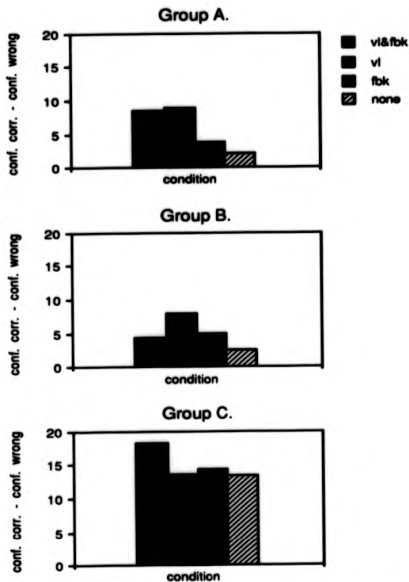 Group A.
20
15
10
5
0
conf. corr. - conf. wrong
condition
vl&fbk
vl
fbk
none
Group B.
20
15
10
5
0
conf. corr. - conf. wrong
condition
Group C.
20
15
10
5
0
conf. corr. - conf. wrong
condition